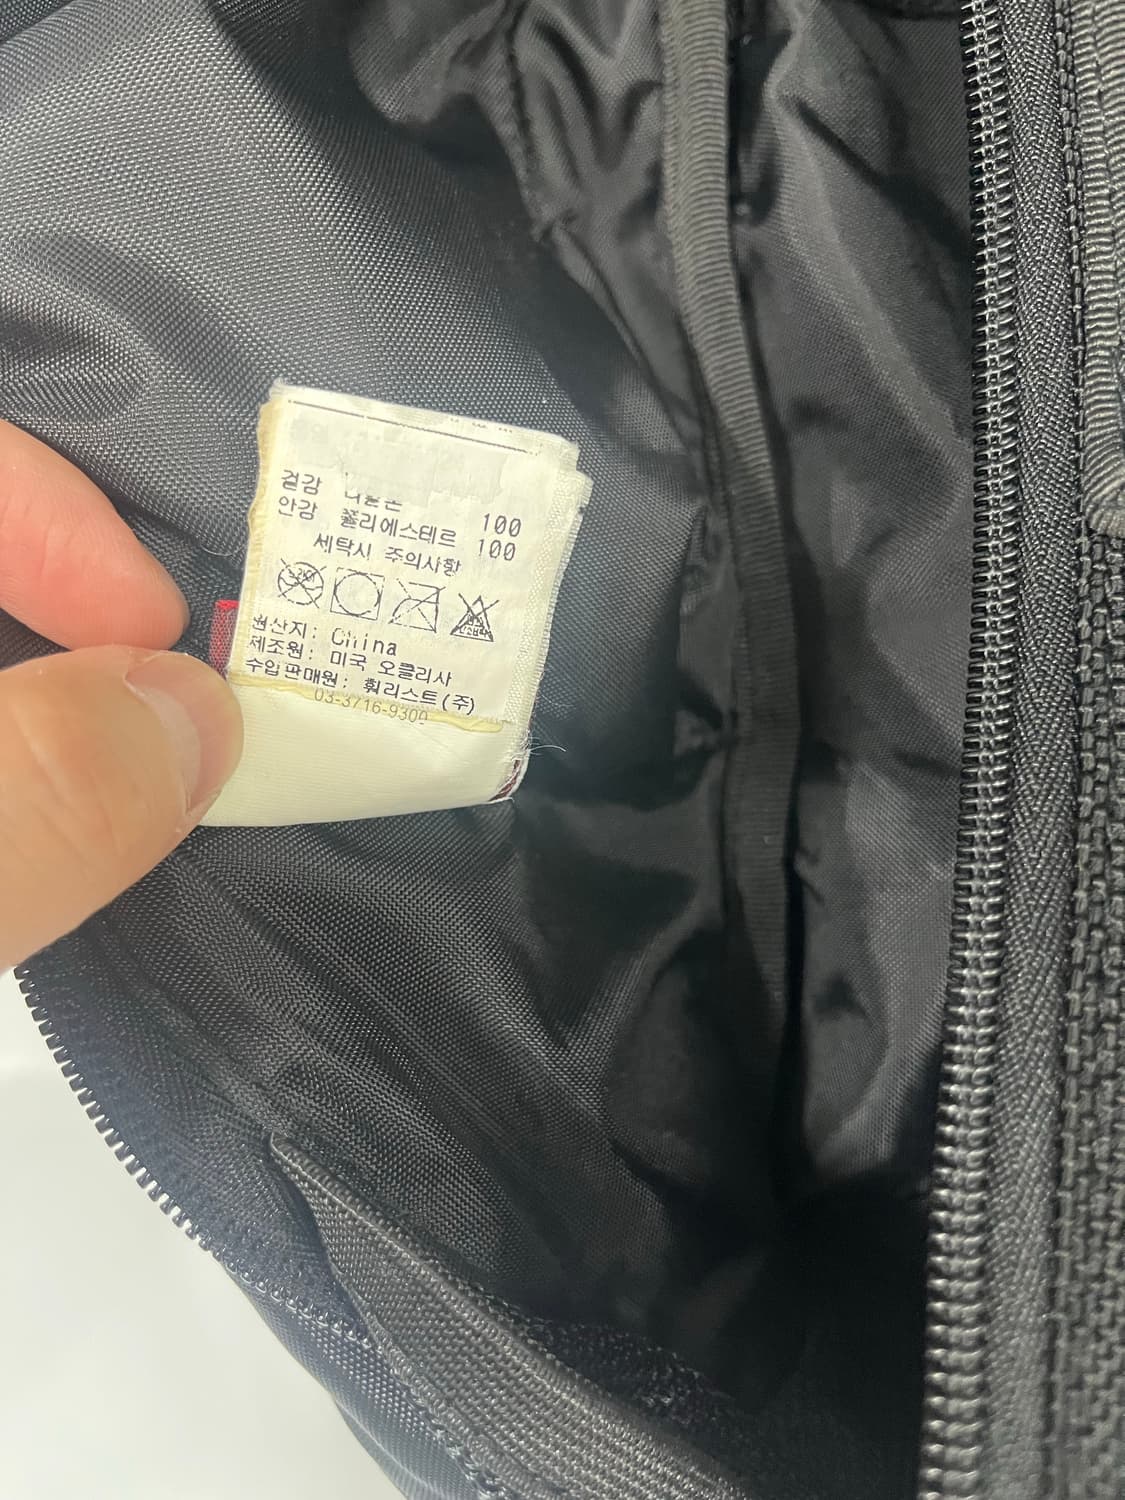 겉감 나일론 100
안감 폴리에스테르 100
세탁시 주의사항
원산지: China
제조원: 미국 오클리사
수입판매원: 훠리스트(주)
03-3716-9300